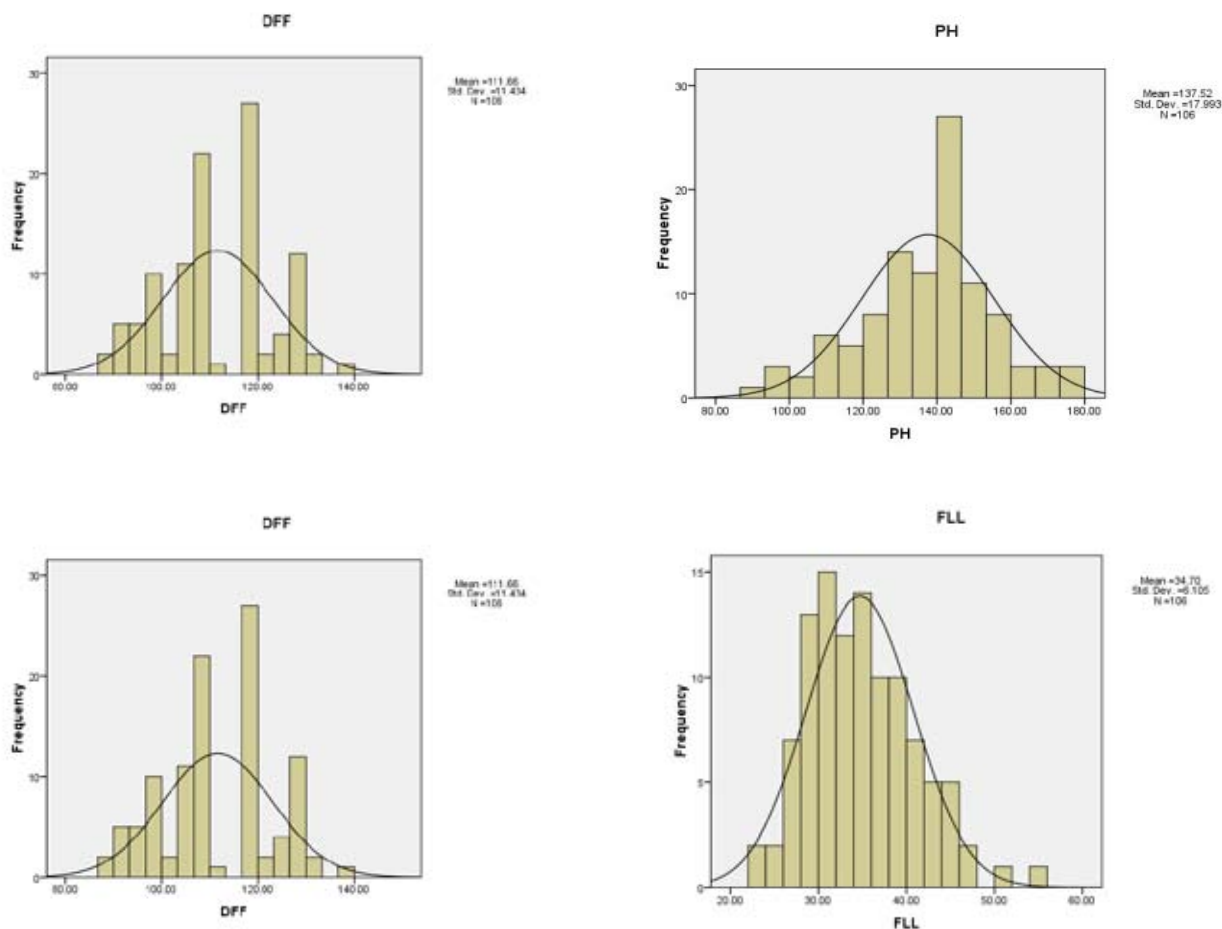 DFF
30
20
10
0
Frequency
80.00 100.00 120.00 140.00
DFF
Mean =111.66
Std. Dev. =11.434
N =106
PH
30
20
10
0
Frequency
80.00 100.00 120.00 140.00 160.00 180.00
PH
Mean =137.52
Std. Dev. =17.993
N =106
DFF
30
20
10
0
Frequency
80.00 100.00 120.00 140.00
DFF
Mean =111.66
Std. Dev. =11.434
N =106
FLL
15
10
5
0
Frequency
20.00 30.00 40.00 50.00 60.00
FLL
Mean =34.70
Std. Dev. =6.105
N =106